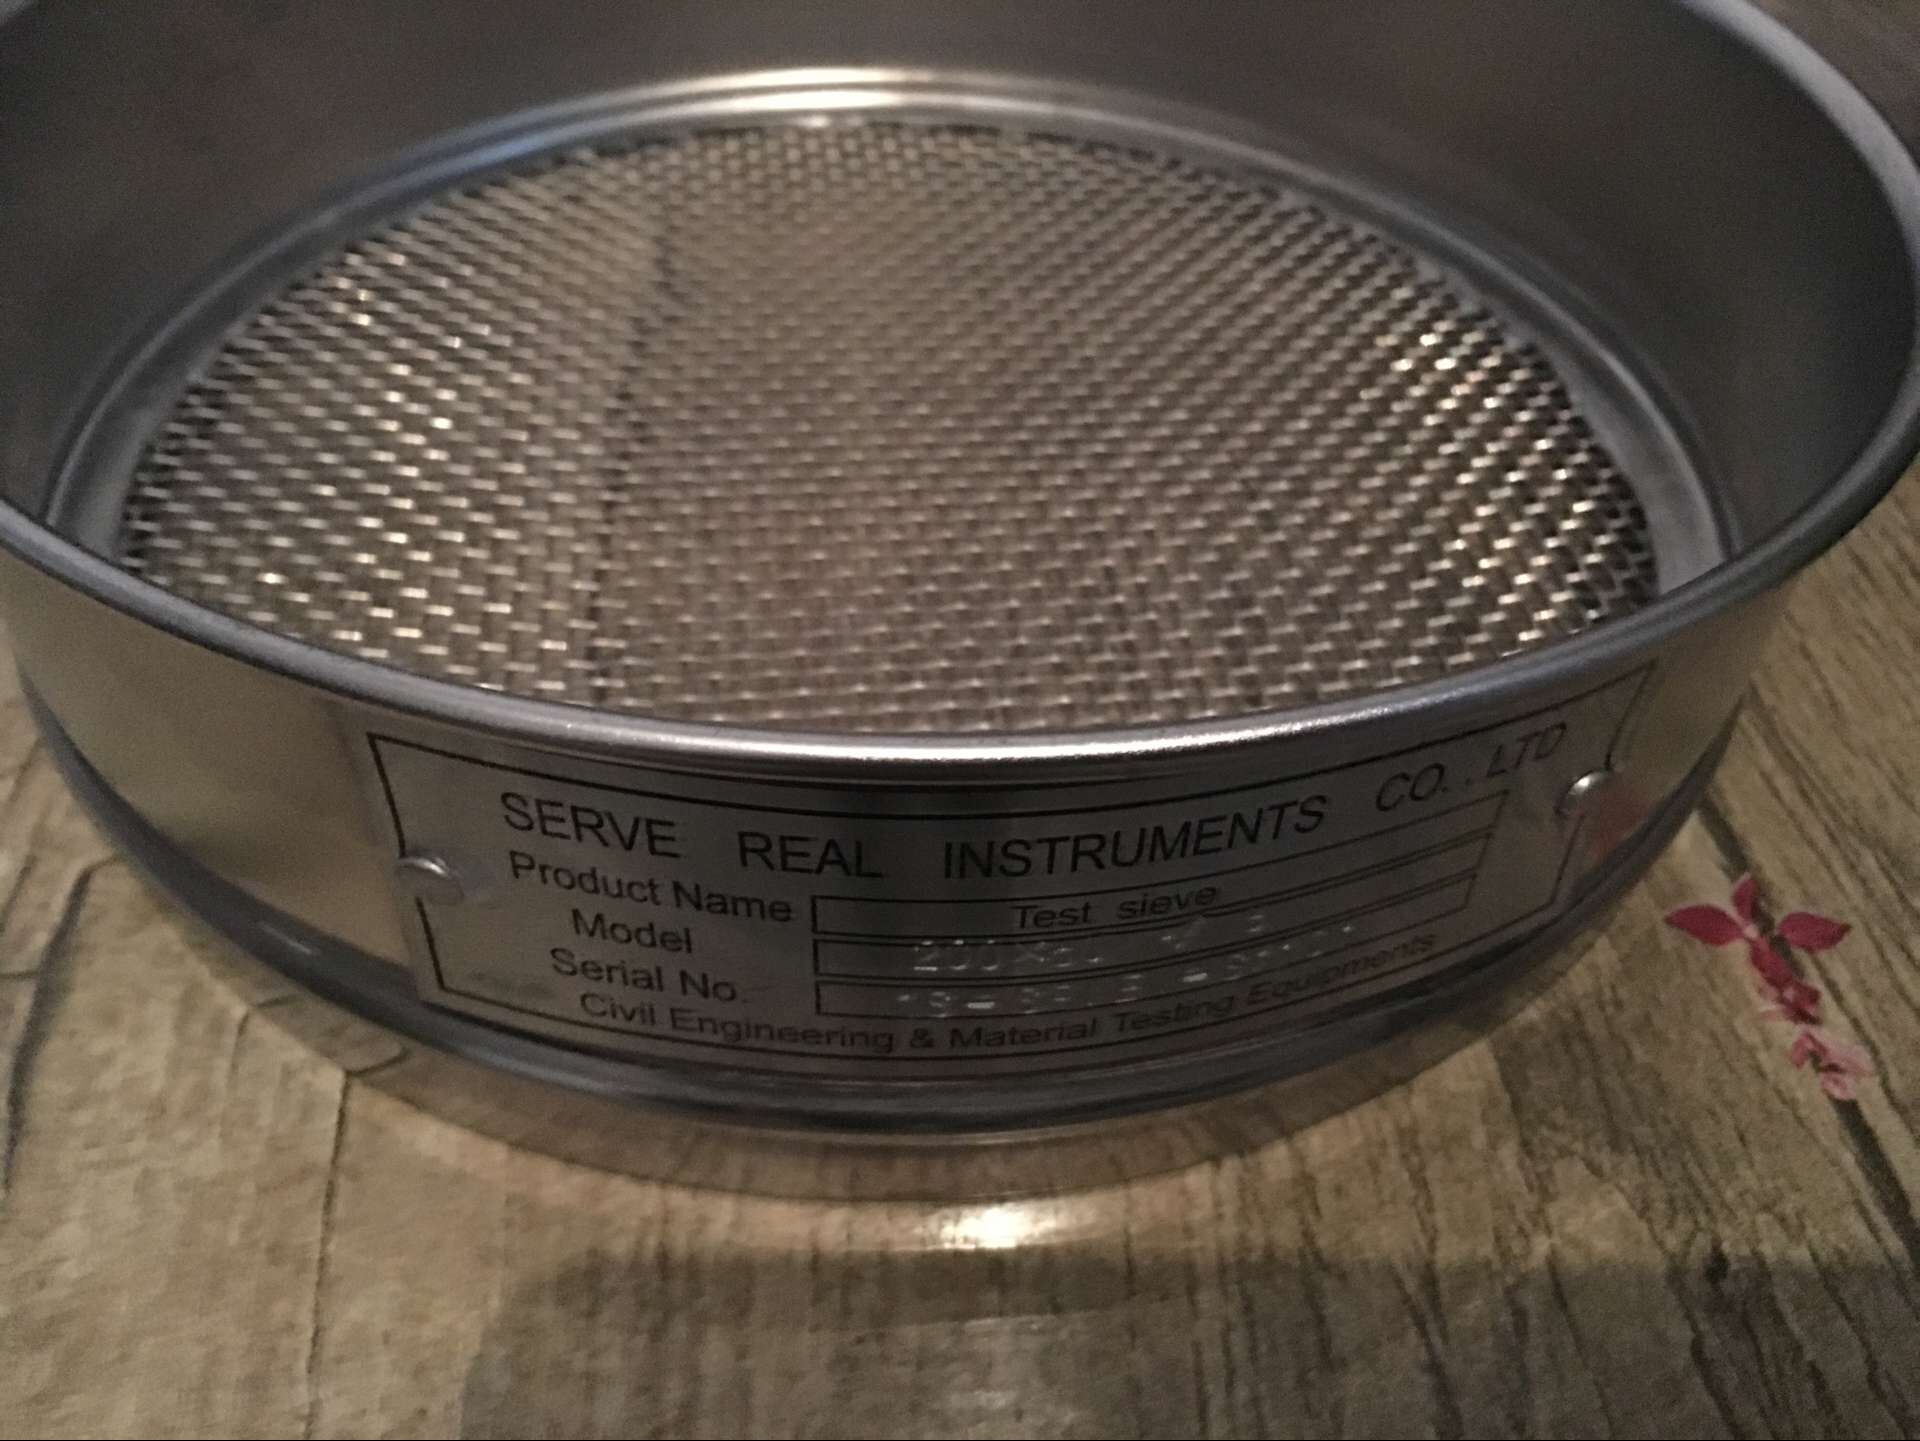 SERVE REAL INSTRUMENTS CO., LTD
Product Name Test sieve
Model
Serial No.
Civil Engineering & Material Testing Equipments